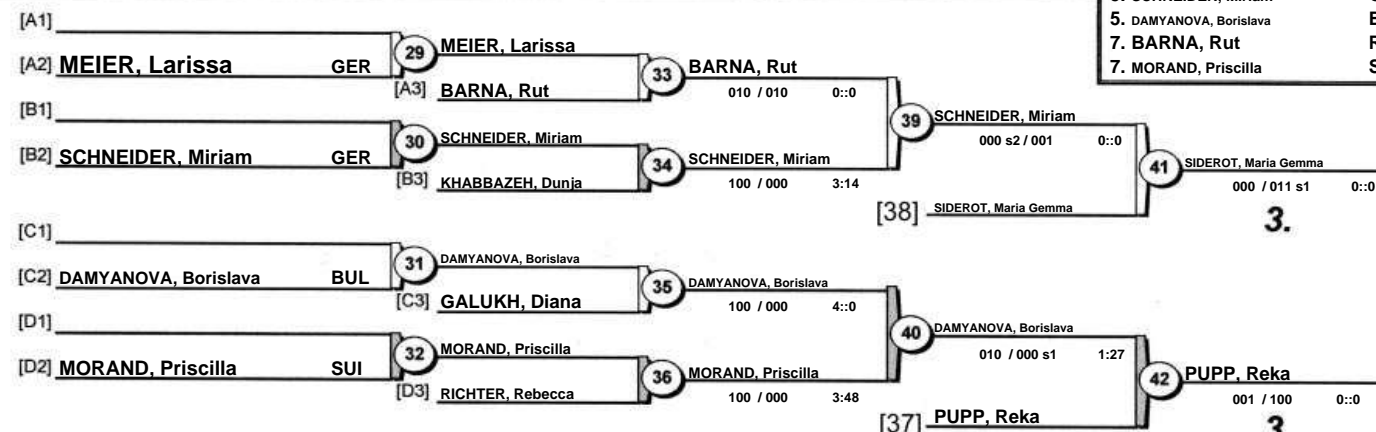 5. DAMYANOVA, Borislava
7. BARNA, Rut
7. MORAND, Priscilla
[A1]
[A2] MEIER, Larissa GER
29
MEIER, Larissa
[A3] BARNA, Rut
33
BARNA, Rut
010 / 010 0::0
[B1]
[B2] SCHNEIDER, Miriam GER
30
SCHNEIDER, Miriam
[B3] KHABBAZEH, Dunja
34
SCHNEIDER, Miriam
100 / 000 3:14
39
SCHNEIDER, Miriam
000 s2 / 001 0::0
[38] SIDEROT, Maria Gemma
41
SIDEROT, Maria Gemma
000 / 011 s1 0::0
3.
[C1]
[C2] DAMYANOVA, Borislava BUL
31
DAMYANOVA, Borislava
[C3] GALUKH, Diana
35
DAMYANOVA, Borislava
100 / 000 4::0
[D1]
[D2] MORAND, Priscilla SUI
32
MORAND, Priscilla
[D3] RICHTER, Rebecca
36
MORAND, Priscilla
100 / 000 3:48
40
DAMYANOVA, Borislava
010 / 000 s1 1:27
[37] PUPP, Reka
42
PUPP, Reka
001 / 100 0::0